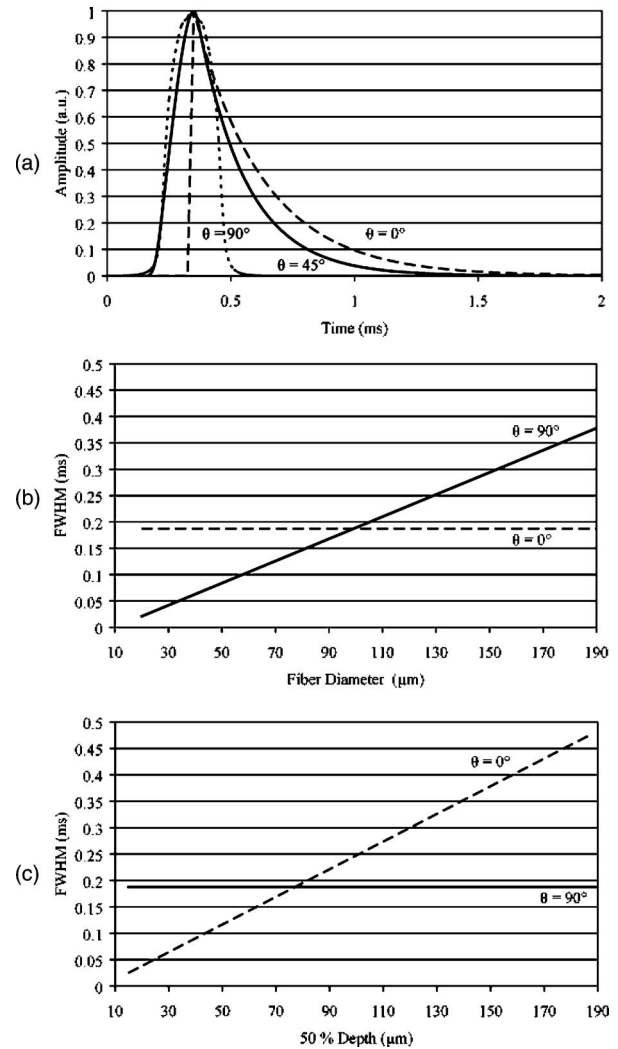 (a)
Amplitude (a.u.)
1
0.9
0.8
0.7
0.6
0.5
0.4
0.3
0.2
0.1
0
θ = 90°
θ = 45°
θ = 0°
0 0.5 1 1.5 2
Time (ms)
(b)
FWHM (ms)
0.5
0.45
0.4
0.35
0.3
0.25
0.2
0.15
0.1
0.05
0
θ = 90°
θ = 0°
10 30 50 70 90 110 130 150 170 190
Fiber Diameter (μm)
(c)
FWHM (ms)
0.5
0.45
0.4
0.35
0.3
0.25
0.2
0.15
0.1
0.05
0
θ = 0°
θ = 90°
10 30 50 70 90 110 130 150 170 190
50 % Depth (μm)